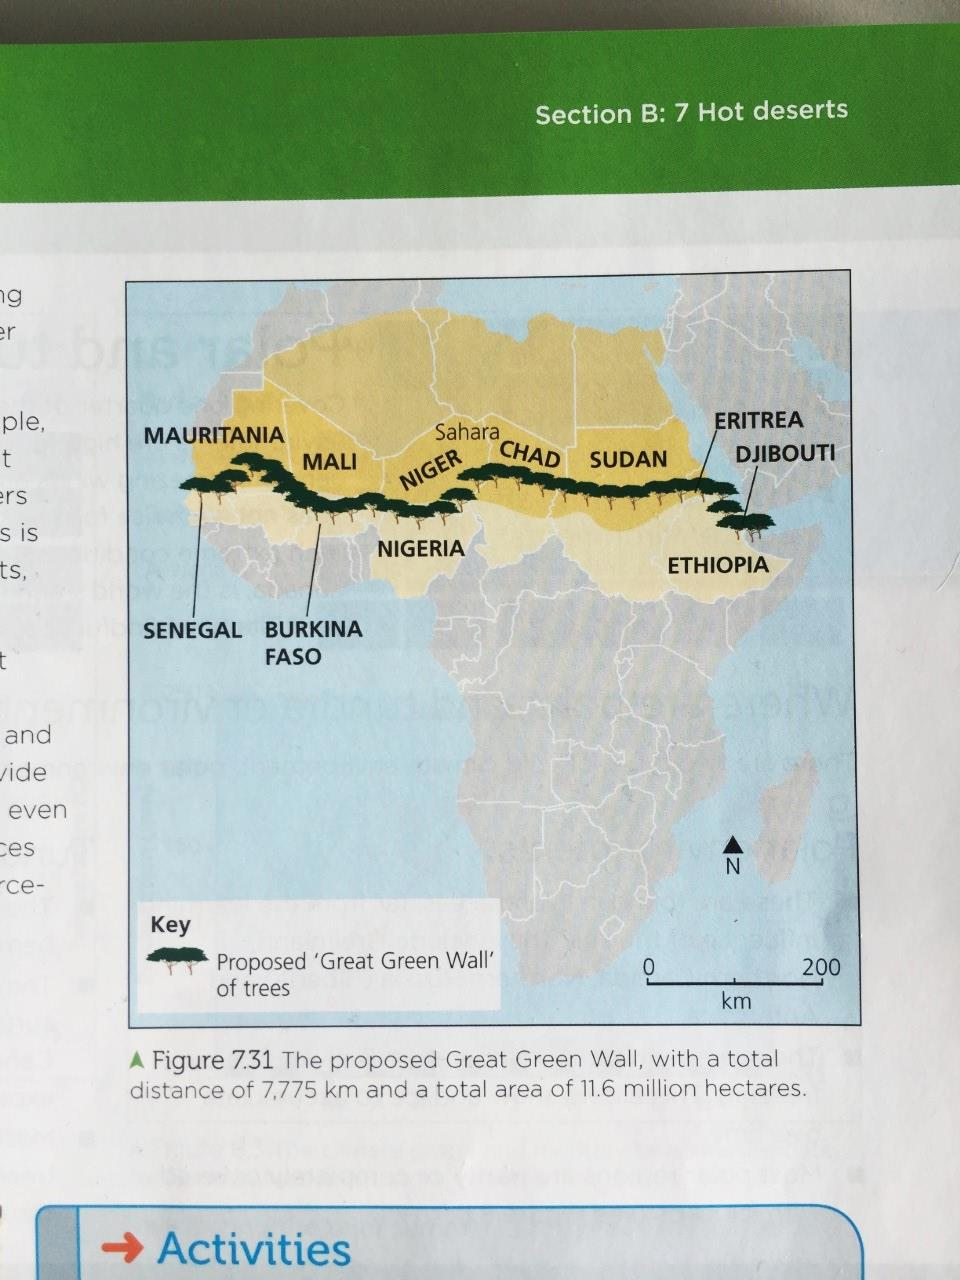 Section B: 7 Hot deserts
ng
er
ple,
t
ers
s is
ts,
t
and
vide
even
ces
rce-
MAURITANIA
MALI
NIGER
Sahara
CHAD
SUDAN
ERITREA
DJIBOUTI
NIGERIA
ETHIOPIA
SENEGAL
BURKINA
FASO
N
Key
Proposed 'Great Green Wall'
of trees
0 200
km
Figure 7.31 The proposed Great Green Wall, with a total
distance of 7,775 km and a total area of 11.6 million hectares.
Activities